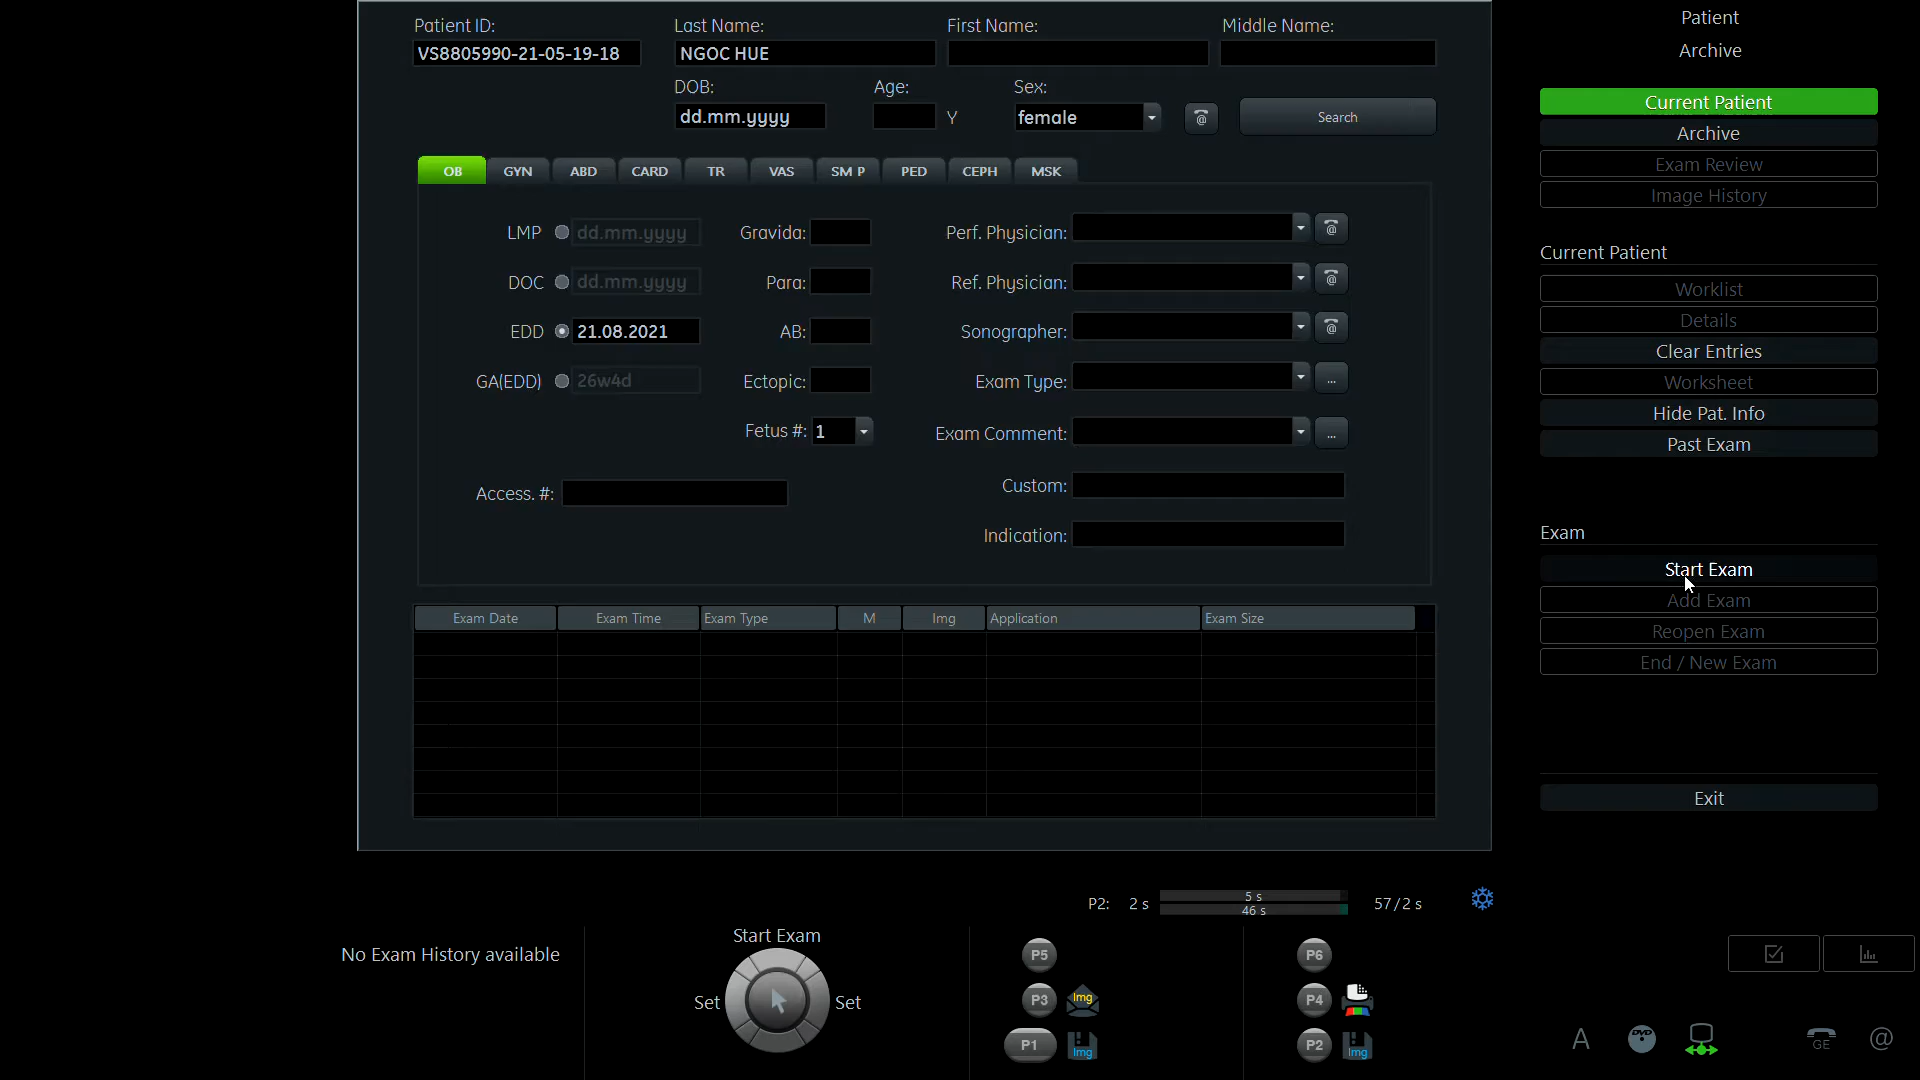 Patient ID: Last Name: First Name: Middle Name:
VS8805990-21-05-19-18 NGOC HUE
DOB: Age: Sex:
dd.mm.yyyy Y female @ Search
OB GYN ABD CARD TR VAS SM P PED CEPH MSK
LMP dd.mm.yyyy Gravida: Perf. Physician: @
DOC dd.mm.yyyy Para: Ref. Physician: @
EDD 21.08.2021 AB: Sonographer: @
GA(EDD) 26w4d Ectopic: Exam Type: ...
Fetus #: 1 Exam Comment: ...
Access. #: Custom:
Indication:
Exam Date Exam Time Exam Type M Img Application Exam Size
Patient
Archive
Current Patient
Archive
Exam Review
Image History
Current Patient
Worklist
Details
Clear Entries
Worksheet
Hide Pat. Info
Past Exam
Exam
Start Exam
Add Exam
Reopen Exam
End / New Exam
Exit
P2: 2 s 5 s 57/2 s
46 s
No Exam History available
Start Exam
Set Set
P5 P6
P3 Img P4
P1 Img P2 Img
A DVD GE @